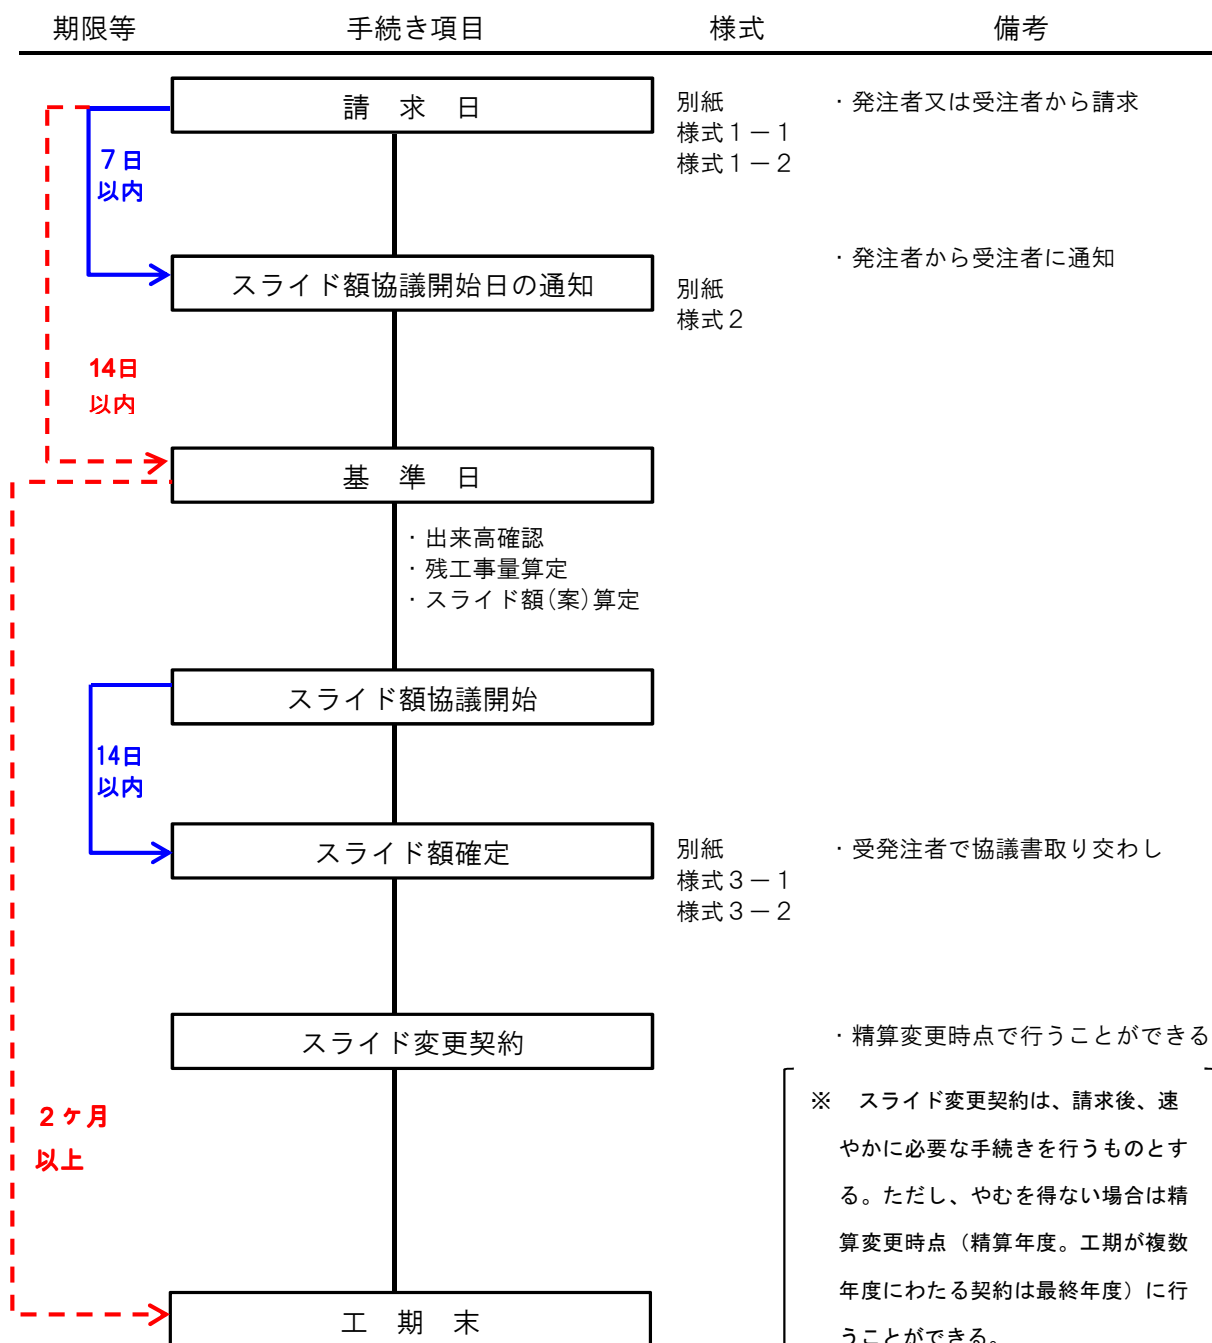 期限等　手続き項目　様式　備考
請　求　日
別紙
様式１－１
様式１－２
・発注者又は受注者から請求
７日
以内
スライド額協議開始日の通知
別紙
様式２
・発注者から受注者に通知
14日
以内
基　準　日
・出来高確認
・残工事量算定
・スライド額(案)算定
スライド額協議開始
14日
以内
スライド額確定
別紙
様式３－１
様式３－２
・受発注者で協議書取り交わし
スライド変更契約
・精算変更時点で行うことができる
※　スライド変更契約は、請求後、速
やかに必要な手続きを行うものとす
る。ただし、やむを得ない場合は精
算変更時点（精算年度。工期が複数
年度にわたる契約は最終年度）に行
うことができる。
２ヶ月
以上
工　期　末